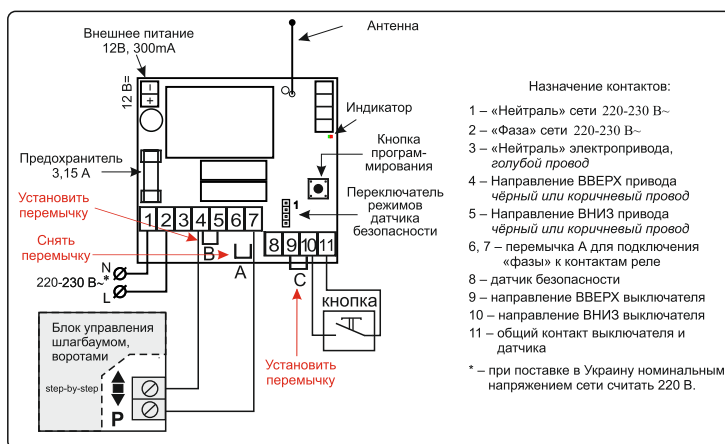 Внешнее питание
12В, 300mA
Антенна
12 В=
−
+
Индикатор
Предохранитель
3,15 А
Кнопка
програм-
мирования
Установить
перемычку
Переключатель
режимов
датчика
безопасности
1
1 2 3 4 5 6 7
Снять
перемычку
B
A
8 9 10 11
N
220-230 В~*
L
C
кнопка
Установить
перемычку
Блок управления
шлагбаумом,
воротами
step-by-step
P
Назначение контактов:
1 – «Нейтраль» сети 220-230 В~
2 – «Фаза» сети 220-230 В~
3 – «Нейтраль» электропривода,
голубой провод
4 – Направление ВВЕРХ привода
чёрный или коричневый провод
5 – Направление ВНИЗ привода
чёрный или коричневый провод
6, 7 – перемычка А для подключения
«фазы» к контактам реле
8 – датчик безопасности
9 – направление ВВЕРХ выключателя
10 – направление ВНИЗ выключателя
11 – общий контакт выключателя и
датчика
* – при поставке в Украину номинальным
напряжением сети считать 220 В.